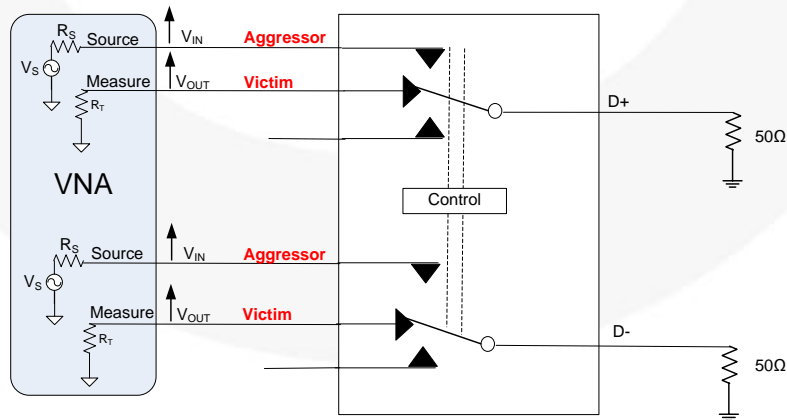 RS Source VIN Aggressor
VS
Measure VOUT Victim
RT
D+
50Ω
VNA
Control
RS Source VIN Aggressor
VS
Measure VOUT Victim
RT
D-
50Ω